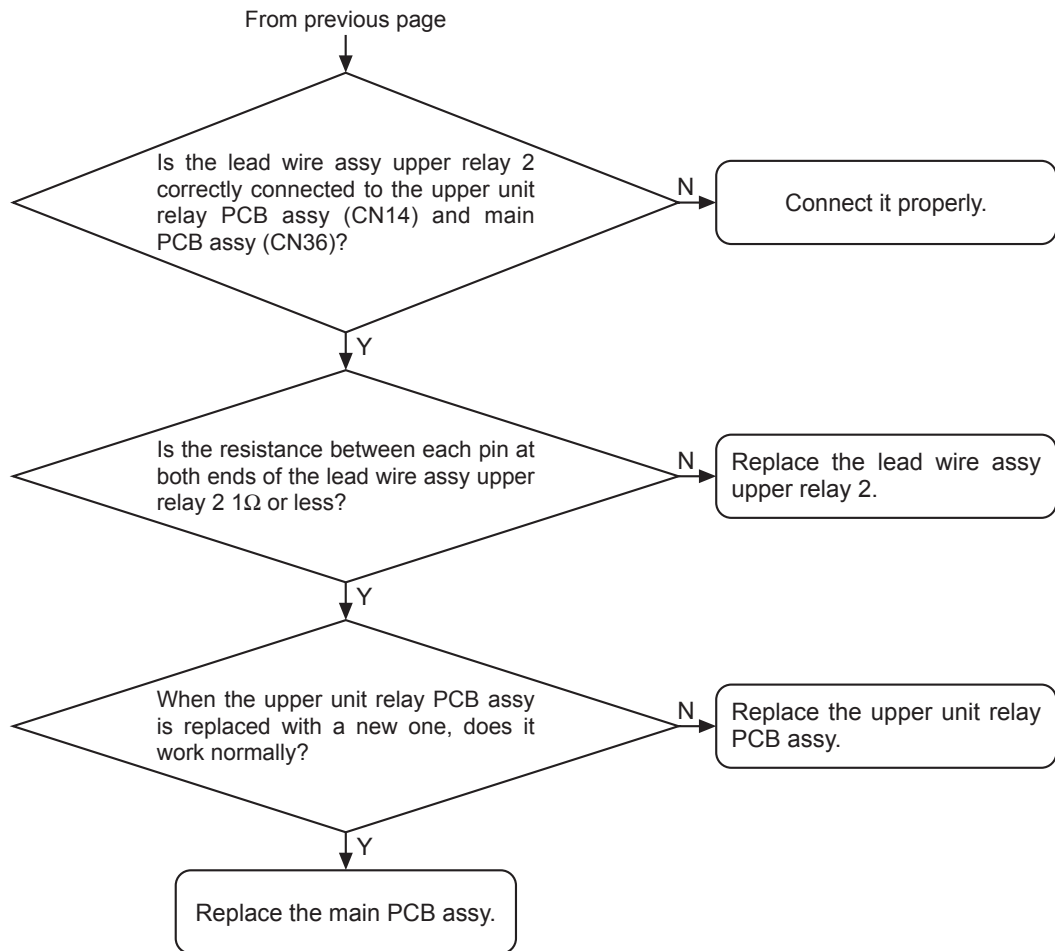 From previous page
Is the lead wire assy upper relay 2
correctly connected to the upper unit
relay PCB assy (CN14) and main
PCB assy (CN36)?
N
Connect it properly.
Y
Is the resistance between each pin at
both ends of the lead wire assy upper
relay 2 1Ω or less?
N
Replace the lead wire assy
upper relay 2.
Y
When the upper unit relay PCB assy
is replaced with a new one, does it
work normally?
N
Replace the upper unit relay
PCB assy.
Y
Replace the main PCB assy.